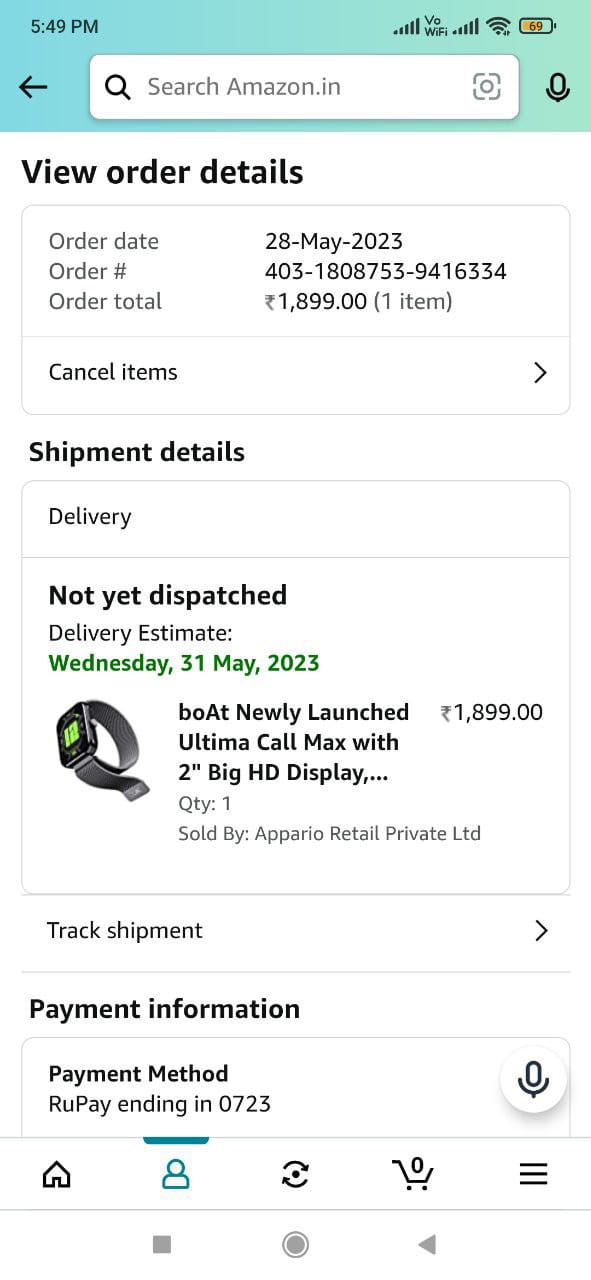 5:49 PM
Vo
WiFi
69
Search Amazon.in
View order details
Order date 28-May-2023
Order # 403-1808753-9416334
Order total ₹1,899.00 (1 item)
Cancel items
Shipment details
Delivery
Not yet dispatched
Delivery Estimate:
Wednesday, 31 May, 2023
boAt Newly Launched ₹1,899.00
Ultima Call Max with
2" Big HD Display,...
Qty: 1
Sold By: Appario Retail Private Ltd
Track shipment
Payment information
Payment Method
RuPay ending in 0723
0